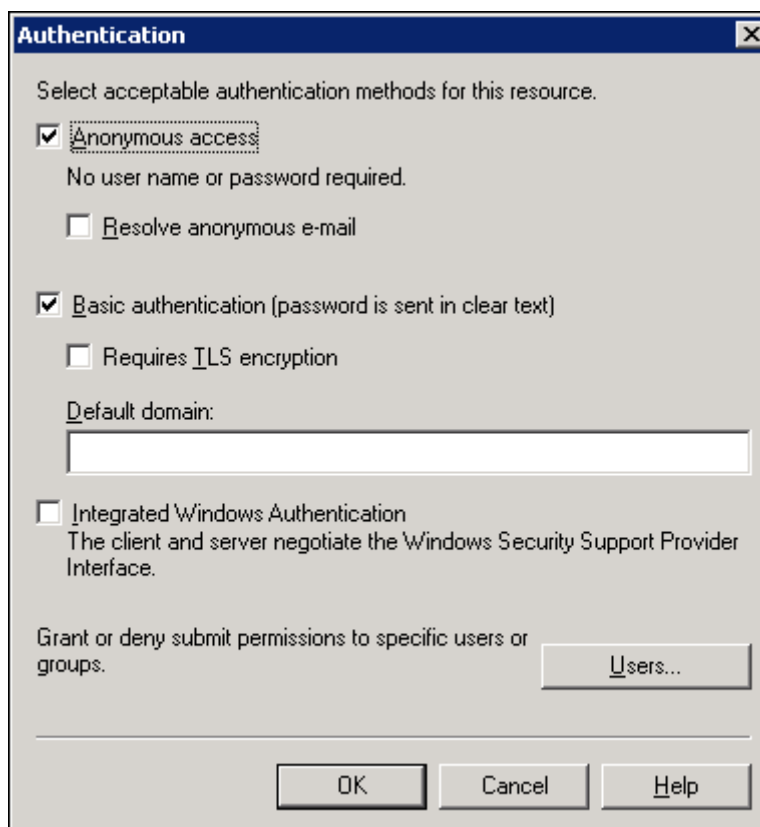 Authentication
Select acceptable authentication methods for this resource.
Anonymous access
No user name or password required.
Resolve anonymous e-mail
Basic authentication (password is sent in clear text)
Requires TLS encryption
Default domain:
Integrated Windows Authentication
The client and server negotiate the Windows Security Support Provider
Interface.
Grant or deny submit permissions to specific users or
groups.
Users...
OK Cancel Help